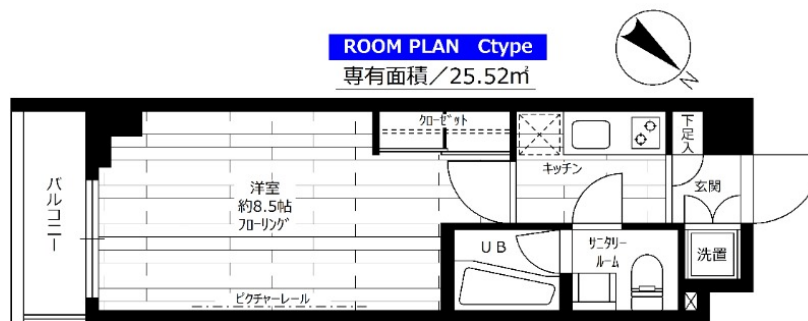 ROOM PLAN Ctype
専有面積／25.52㎡
N
クローゼット
下足入
キッチン
玄関
バルコニー
洋室
約8.5帖
フローリング
UB
サニタリー
ルーム
洗置
ピクチャーレール